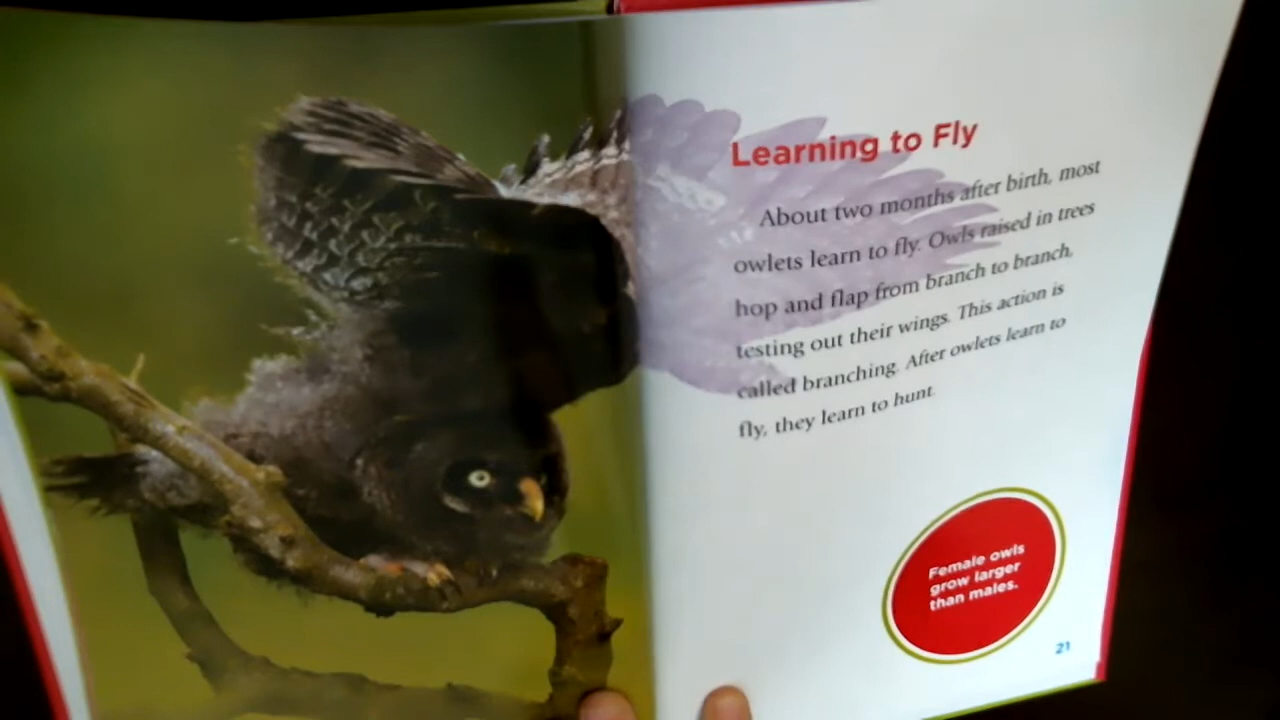 Learning to Fly
About two months after birth, most
owlets learn to fly. Owls raised in trees
hop and flap from branch to branch,
testing out their wings. This action is
called branching. After owlets learn to
fly, they learn to hunt.
Female owls
grow larger
than males.
21